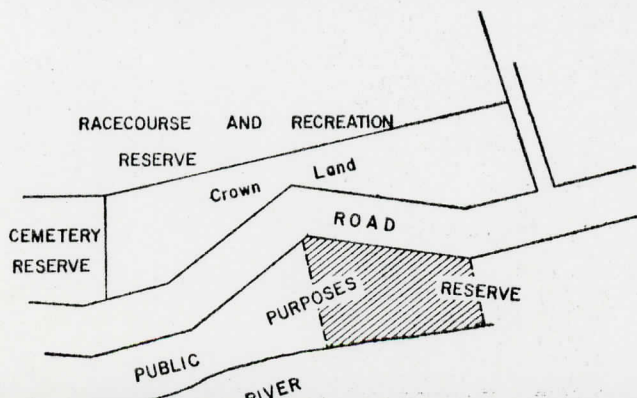 RACECOURSE AND RECREATION
RESERVE
Crown Land
CEMETERY
RESERVE
ROAD
PUBLIC PURPOSES RESERVE
RIVER